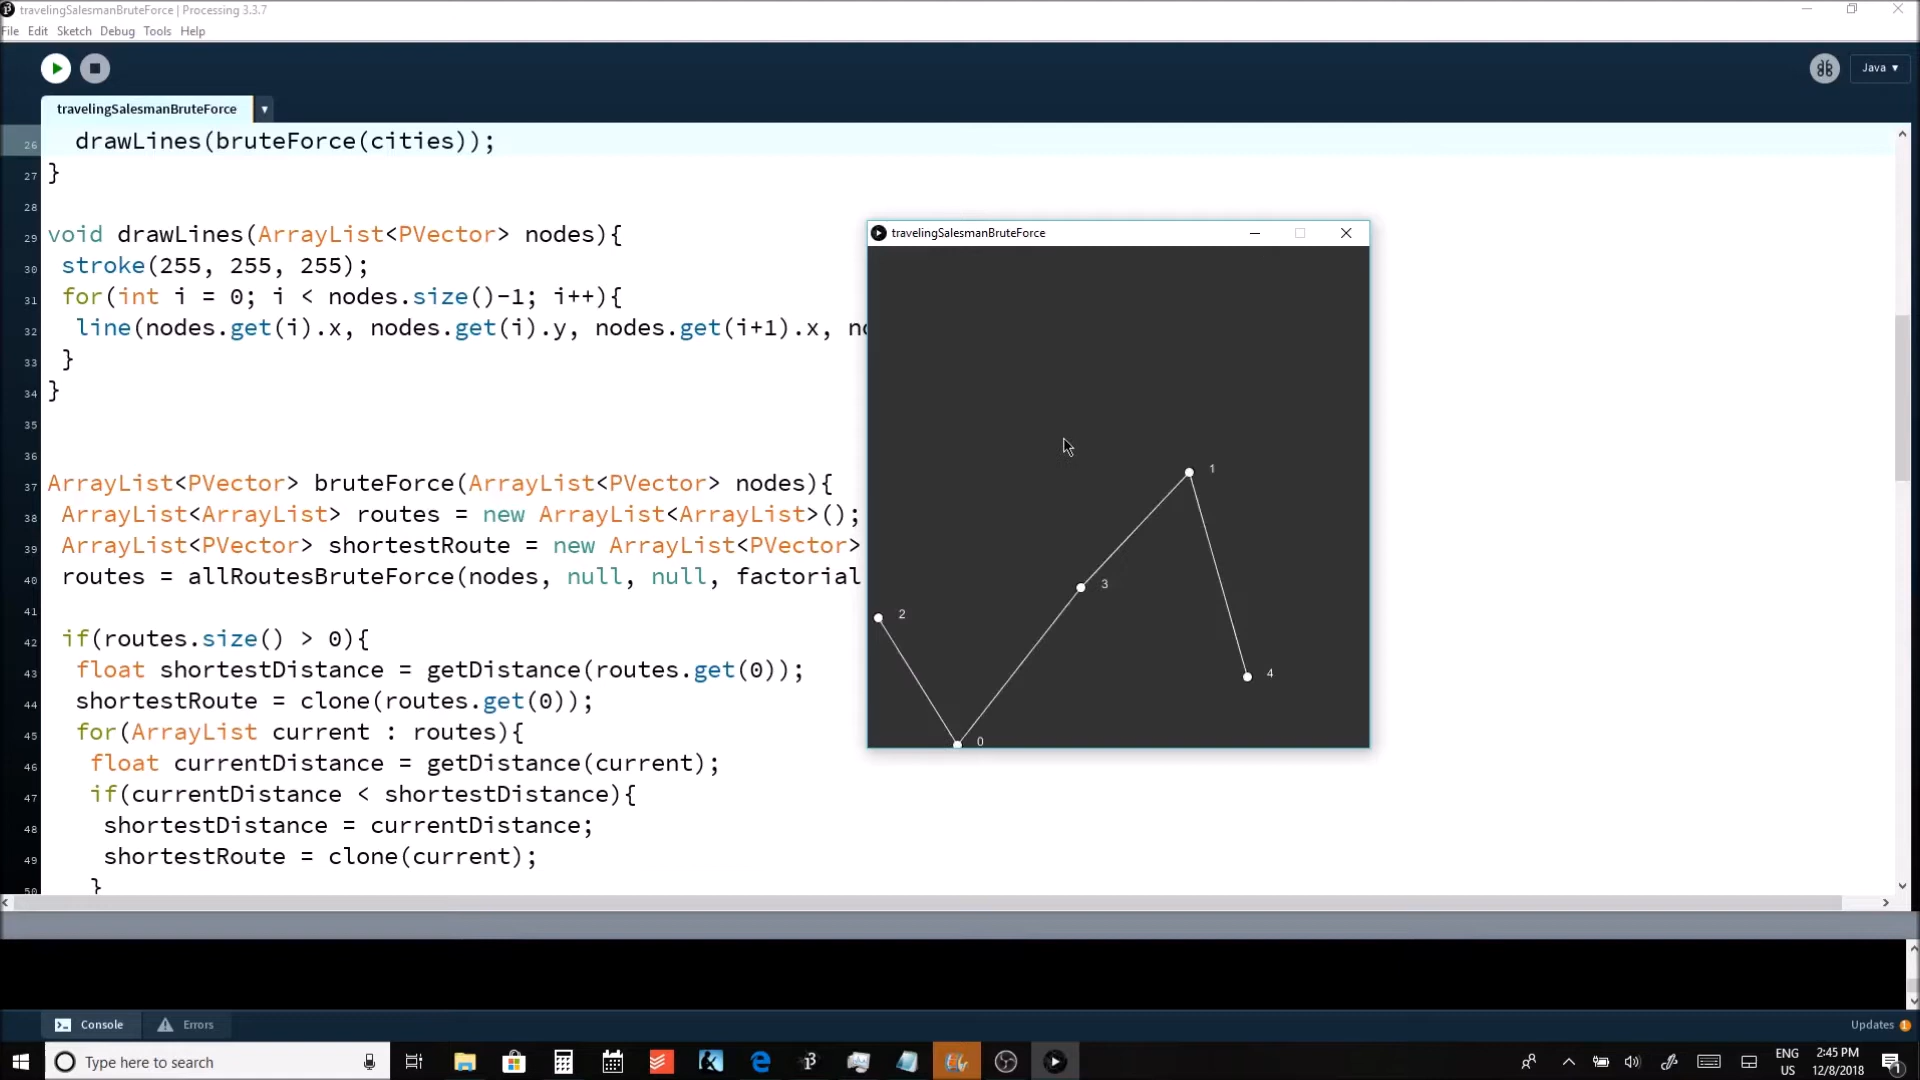 travelingSalesmanBruteForce | Processing 3.3.7
File Edit Sketch Debug Tools Help
Java ▾
travelingSalesmanBruteForce ▾
26 drawLines(bruteForce(cities));
27 }
28
29 void drawLines(ArrayList<PVector> nodes){
30 stroke(255, 255, 255);
31 for(int i = 0; i < nodes.size()-1; i++){
32 line(nodes.get(i).x, nodes.get(i).y, nodes.get(i+1).x,
33 }
34 }
35
36
37 ArrayList<PVector> bruteForce(ArrayList<PVector> nodes){
38 ArrayList<ArrayList> routes = new ArrayList<ArrayList>();
39 ArrayList<PVector> shortestRoute = new ArrayList<PVector>
40 routes = allRoutesBruteForce(nodes, null, null, factorial
41
42 if(routes.size() > 0){
43 float shortestDistance = getDistance(routes.get(0));
44 shortestRoute = clone(routes.get(0));
45 for(ArrayList current : routes){
46 float currentDistance = getDistance(current);
47 if(currentDistance < shortestDistance){
48 shortestDistance = currentDistance;
49 shortestRoute = clone(current);
50 }
travelingSalesmanBruteForce
1
3
2
4
0
Console Errors
Updates 1
Type here to search
ENG
US
2:45 PM
12/8/2018
1